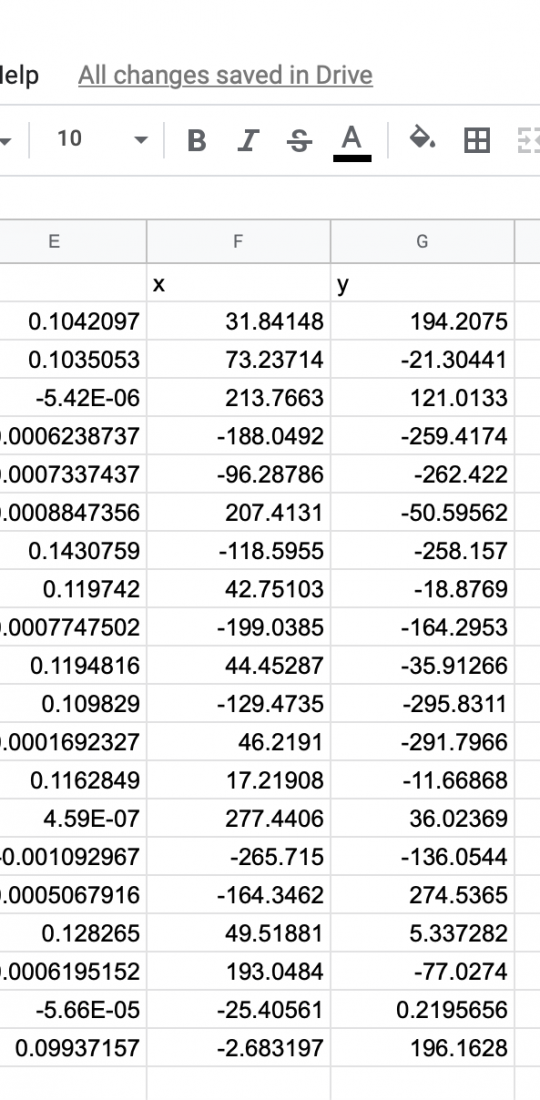 All changes saved in Drive
10 B I S A
E F G
x y
0.1042097 31.84148 194.2075
0.1035053 73.23714 -21.30441
-5.42E-06 213.7663 121.0133
.0006238737 -188.0492 -259.4174
.0007337437 -96.28786 -262.422
.0008847356 207.4131 -50.59562
0.1430759 -118.5955 -258.157
0.119742 42.75103 -18.8769
.0007747502 -199.0385 -164.2953
0.1194816 44.45287 -35.91266
0.109829 -129.4735 -295.8311
.0001692327 46.2191 -291.7966
0.1162849 17.21908 -11.66868
4.59E-07 277.4406 36.02369
-0.001092967 -265.715 -136.0544
.0005067916 -164.3462 274.5365
0.128265 49.51881 5.337282
.0006195152 193.0484 -77.0274
-5.66E-05 -25.40561 0.2195656
0.09937157 -2.683197 196.1628